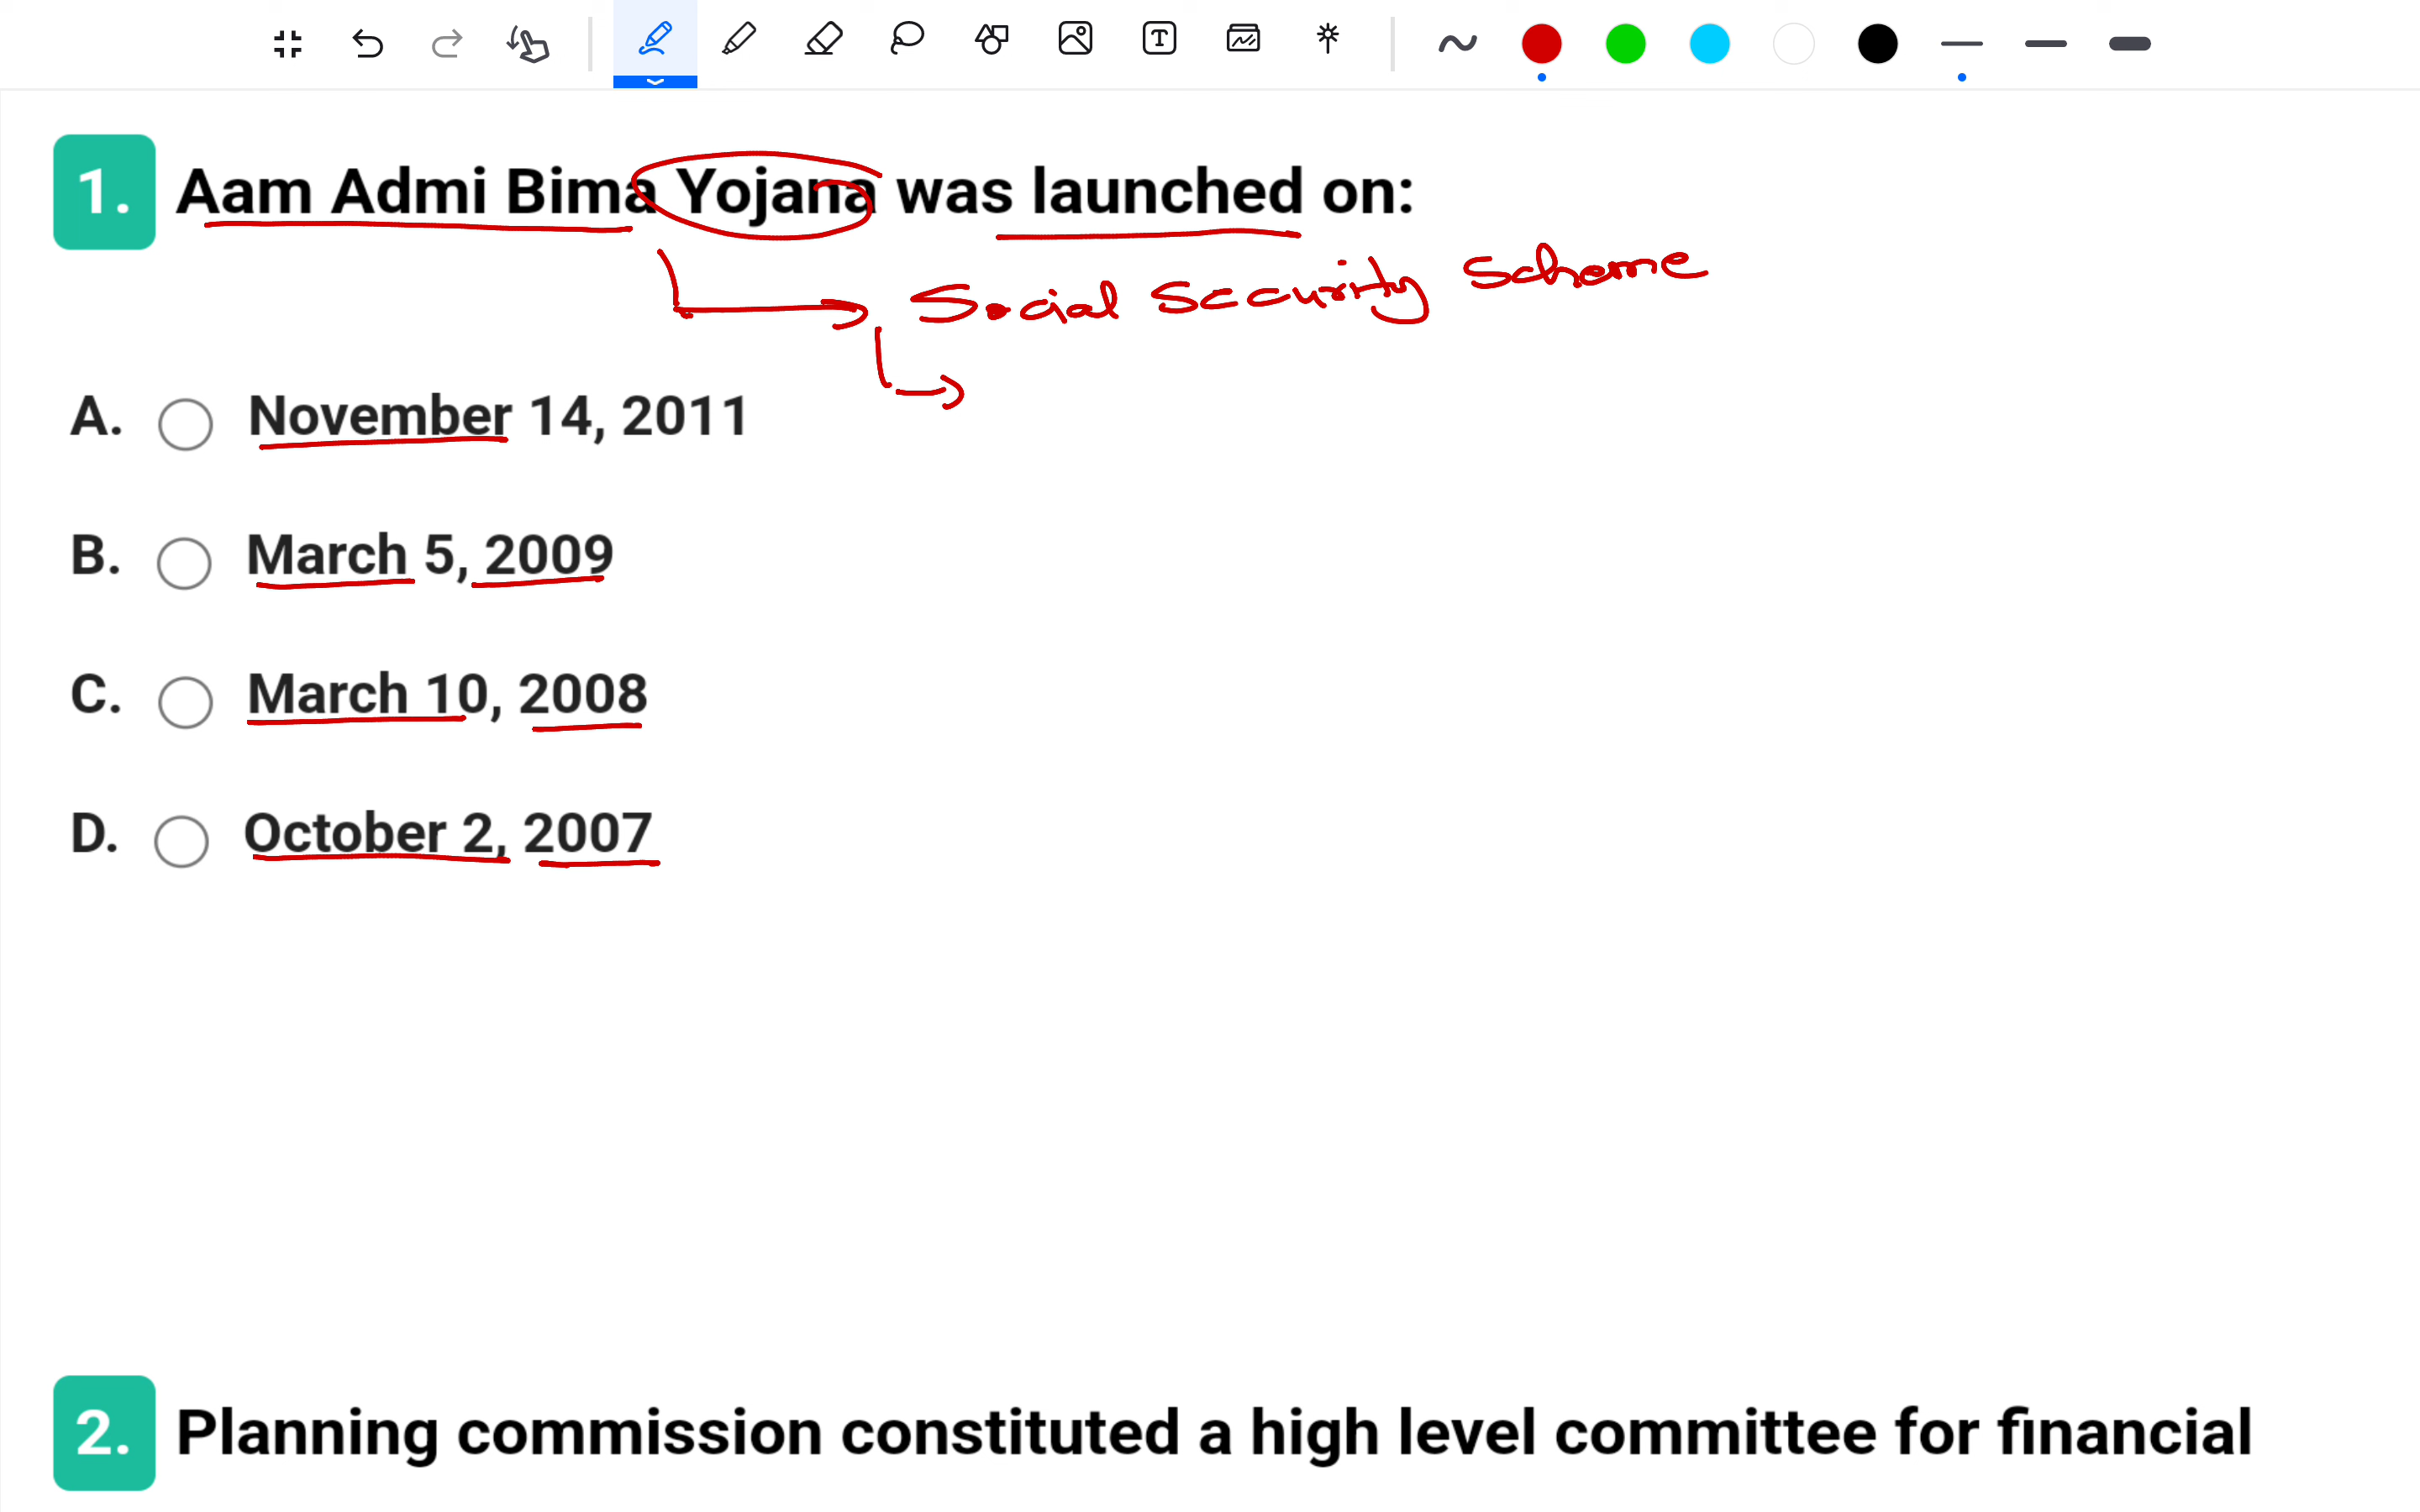 1. Aam Admi Bima Yojana was launched on:
Social Security Scheme
A. November 14, 2011
B. March 5, 2009
C. March 10, 2008
D. October 2, 2007
2. Planning commission constituted a high level committee for financial